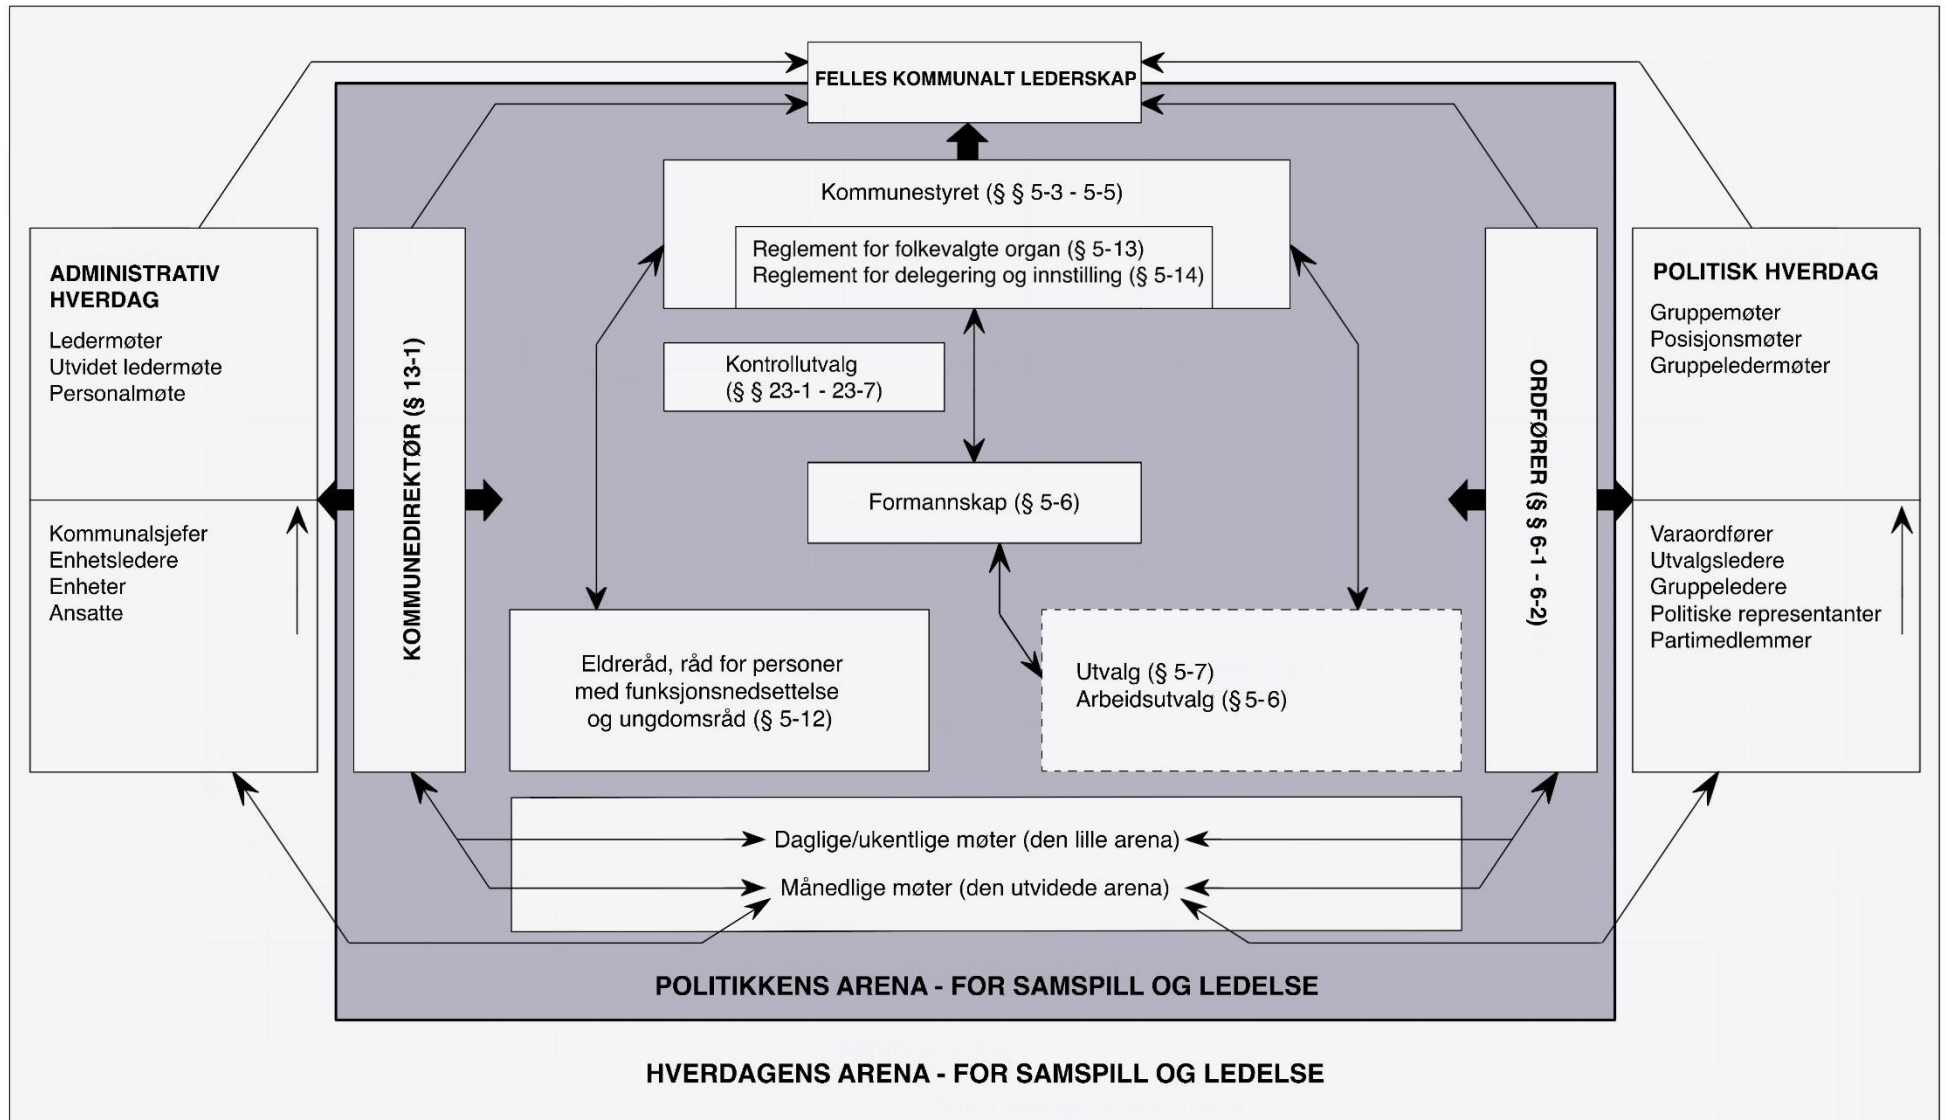 FELLES KOMMUNALT LEDERSKAP
Kommunestyret (§ § 5-3 - 5-5)
Reglement for folkevalgte organ (§ 5-13)
Reglement for delegering og innstilling (§ 5-14)
ADMINISTRATIV
HVERDAG
Ledermøter
Utvidet ledermøte
Personalmøte
Kommunalsjefer
Enhetsledere
Enheter
Ansatte
KOMMUNEDIREKTØR (§ 13-1)
Kontrollutvalg
(§ § 23-1 - 23-7)
Formannskap (§ 5-6)
Eldreråd, råd for personer
med funksjonsnedsettelse
og ungdomsråd (§ 5-12)
Utvalg (§ 5-7)
Arbeidsutvalg (§ 5-6)
ORDFØRER (§ § 6-1 - 6-2)
POLITISK HVERDAG
Gruppemøter
Posisjonsmøter
Gruppeledermøter
Varaordfører
Utvalgsledere
Gruppeledere
Politiske representanter
Partimedlemmer
Daglige/ukentlige møter (den lille arena)
Månedlige møter (den utvidede arena)
POLITIKKENS ARENA - FOR SAMSPILL OG LEDELSE
HVERDAGENS ARENA - FOR SAMSPILL OG LEDELSE